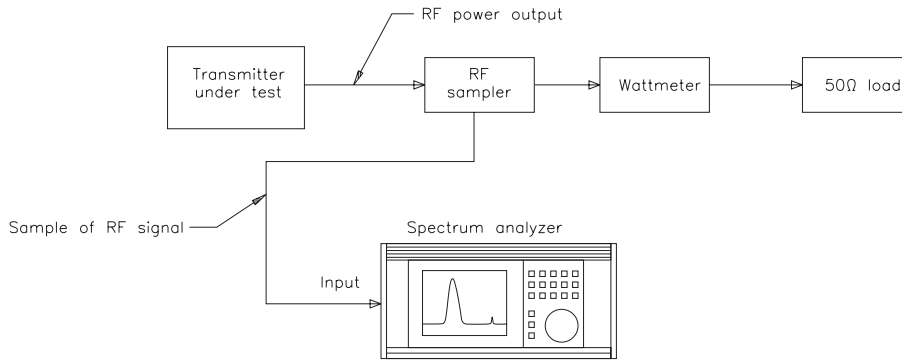 RF power output
Transmitter
under test
RF
sampler
Wattmeter
50Ω load
Sample of RF signal
Spectrum analyzer
Input